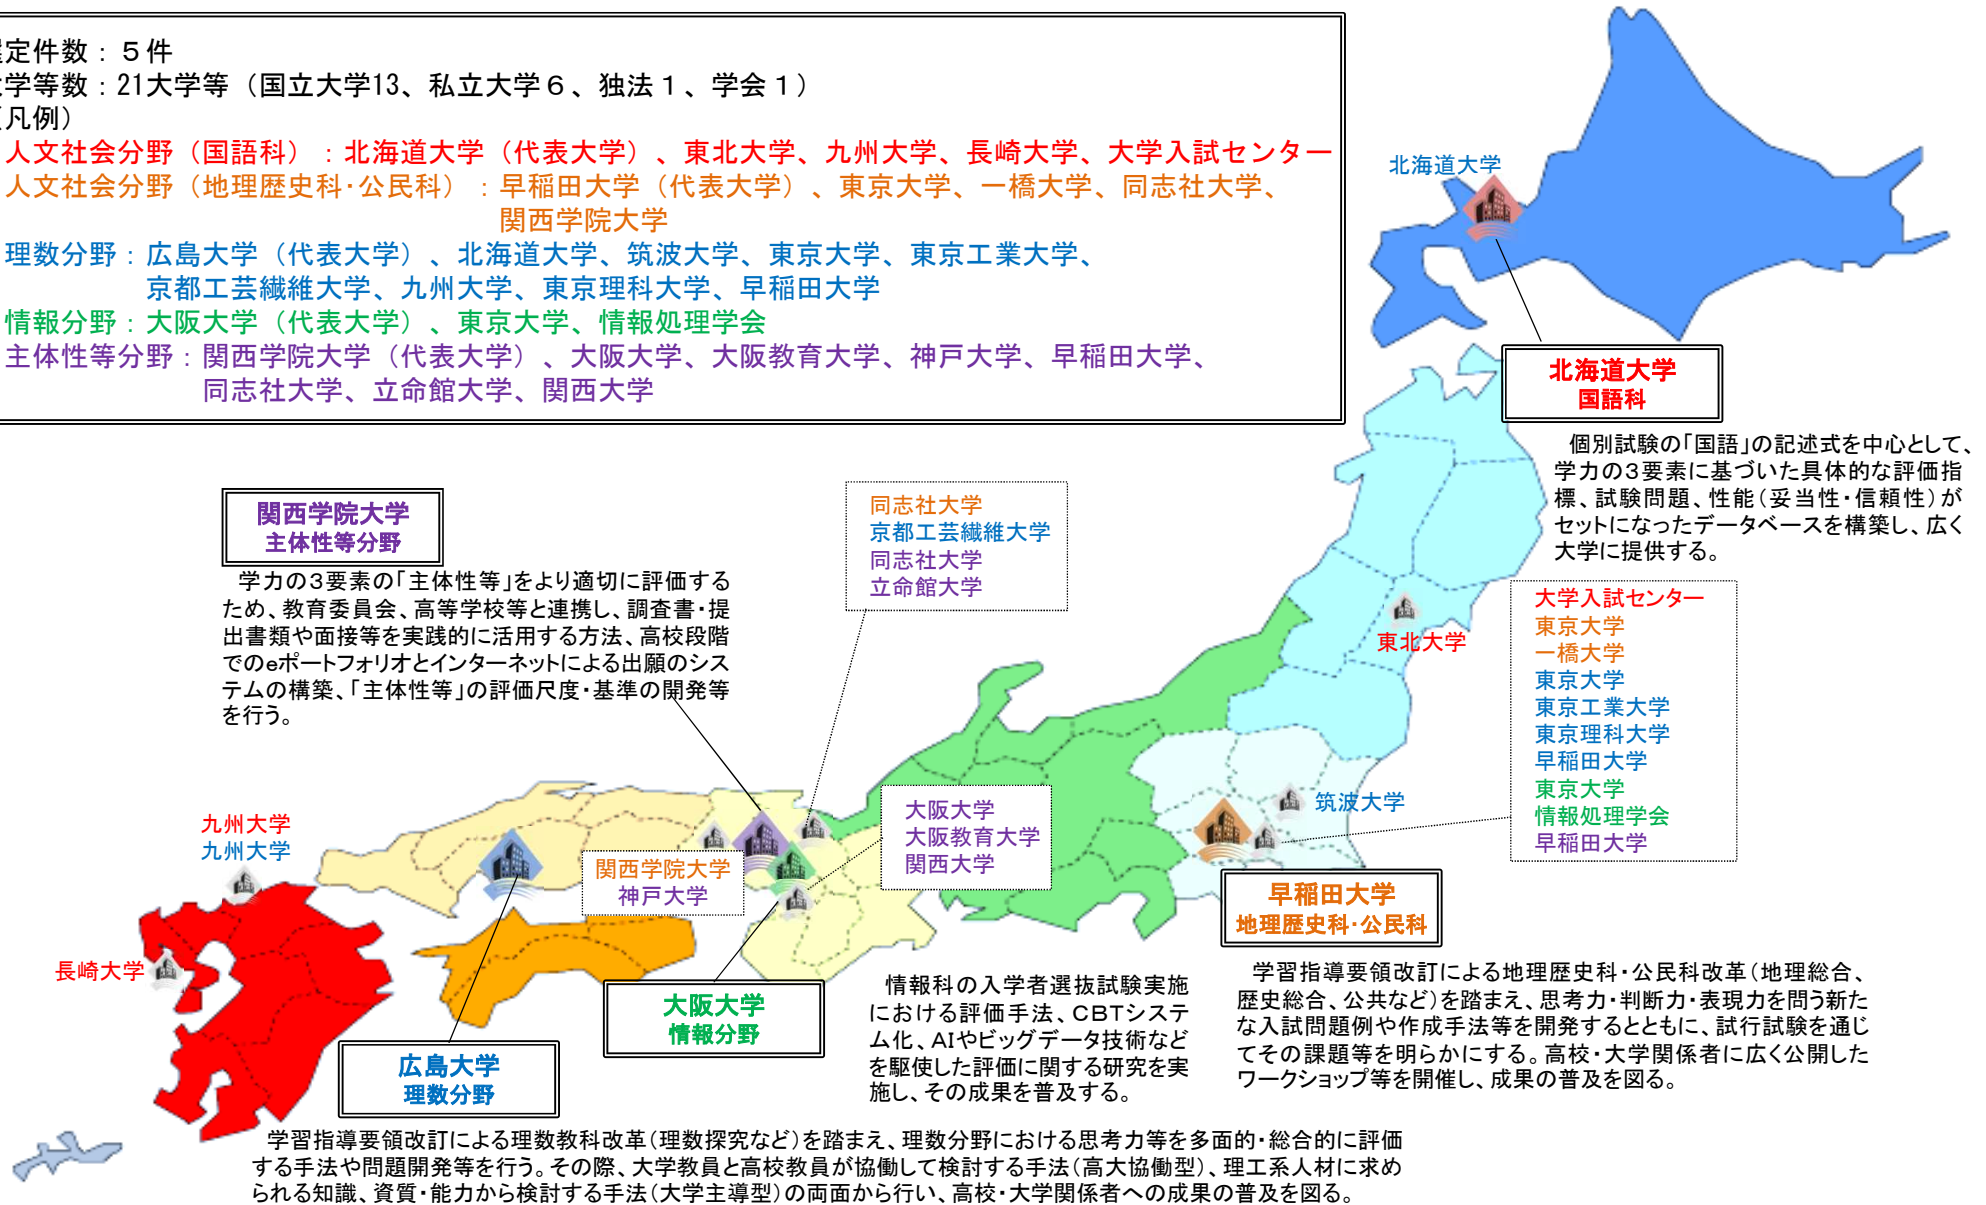 定件数：５件
学等数：21大学等（国立大学13、私立大学６、独法１、学会１）
凡例）
人文社会分野（国語科）：北海道大学（代表大学）、東北大学、九州大学、長崎大学、大学入試センター
人文社会分野（地理歴史科･公民科）：早稲田大学（代表大学）、東京大学、一橋大学、同志社大学、
関西学院大学
理数分野：広島大学（代表大学）、北海道大学、筑波大学、東京大学、東京工業大学、
京都工芸繊維大学、九州大学、東京理科大学、早稲田大学
情報分野：大阪大学（代表大学）、東京大学、情報処理学会
主体性等分野：関西学院大学（代表大学）、大阪大学、大阪教育大学、神戸大学、早稲田大学、
同志社大学、立命館大学、関西大学
北海道大学
北海道大学
国語科
個別試験の「国語」の記述式を中心として、
学力の３要素に基づいた具体的な評価指
標、試験問題、性能（妥当性・信頼性）が
セットになったデータベースを構築し、広く
大学に提供する。
関西学院大学
主体性等分野
学力の３要素の「主体性等」をより適切に評価する
ため、教育委員会、高等学校等と連携し、調査書・提
出書類や面接等を実践的に活用する方法、高校段階
でのeポートフォリオとインターネットによる出願のシス
テムの構築、「主体性等」の評価尺度・基準の開発等
を行う。
同志社大学
京都工芸繊維大学
同志社大学
立命館大学
東北大学
大学入試センター
東京大学
一橋大学
東京大学
東京工業大学
東京理科大学
早稲田大学
東京大学
情報処理学会
早稲田大学
筑波大学
大阪大学
大阪教育大学
関西大学
九州大学
九州大学
関西学院大学
神戸大学
長崎大学
早稲田大学
地理歴史科･公民科
学習指導要領改訂による地理歴史科・公民科改革（地理総合、
歴史総合、公共など）を踏まえ、思考力・判断力・表現力を問う新た
な入試問題例や作成手法等を開発するとともに、試行試験を通じ
てその課題等を明らかにする。高校・大学関係者に広く公開した
ワークショップ等を開催し、成果の普及を図る。
大阪大学
情報分野
情報科の入学者選抜試験実施
における評価手法、CBTシステ
ム化、AIやビッグデータ技術など
を駆使した評価に関する研究を実
施し、その成果を普及する。
広島大学
理数分野
学習指導要領改訂による理数教科改革（理数探究など）を踏まえ、理数分野における思考力等を多面的・総合的に評価
する手法や問題開発等を行う。その際、大学教員と高校教員が協働して検討する手法（高大協働型）、理工系人材に求め
られる知識、資質・能力から検討する手法（大学主導型）の両面から行い、高校・大学関係者への成果の普及を図る。